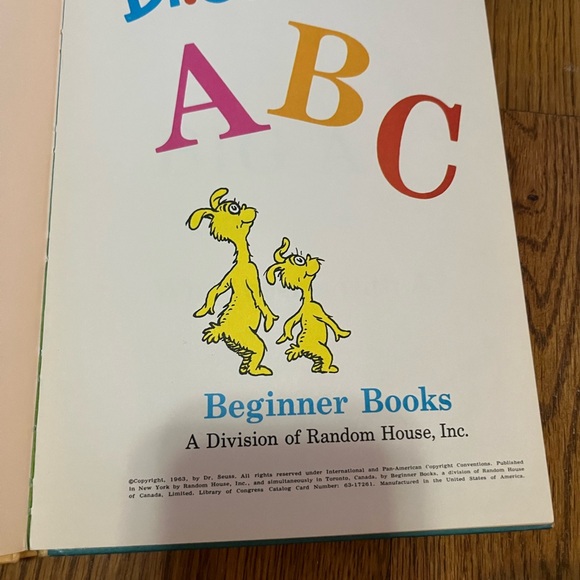 A B C
Beginner Books
A Division of Random House, Inc.
©Copyright, 1963, by Dr. Seuss. All rights reserved under International and Pan-American Copyright Conventions. Published
in New York by Random House, Inc., and simultaneously in Toronto, Canada, by Beginner Books, a division of Random House
of Canada, Limited. Library of Congress Catalog Card Number: 63-17261. Manufactured in the United States of America.